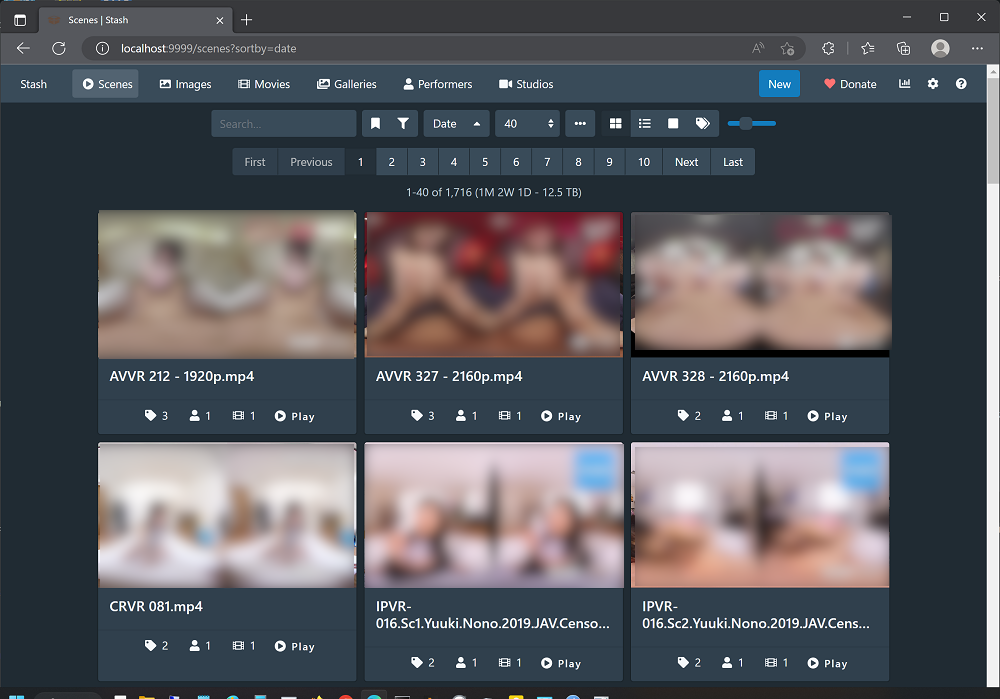 Scenes | Stash
localhost:9999/scenes?sortby=date
Stash
Scenes
Images
Movies
Galleries
Performers
Studios
New
Donate
Search...
Date
40
First
Previous
1
2
3
4
5
6
7
8
9
10
Next
Last
1-40 of 1,716 (1M 2W 1D - 12.5 TB)
AVVR 212 - 1920p.mp4
3
1
1
Play
AVVR 327 - 2160p.mp4
3
1
1
Play
AVVR 328 - 2160p.mp4
2
1
1
Play
CRVR 081.mp4
2
1
1
Play
IPVR-
016.Sc1.Yuuki.Nono.2019.JAV.Censo...
2
1
1
Play
IPVR-
016.Sc2.Yuuki.Nono.2019.JAV.Cens...
2
1
1
Play